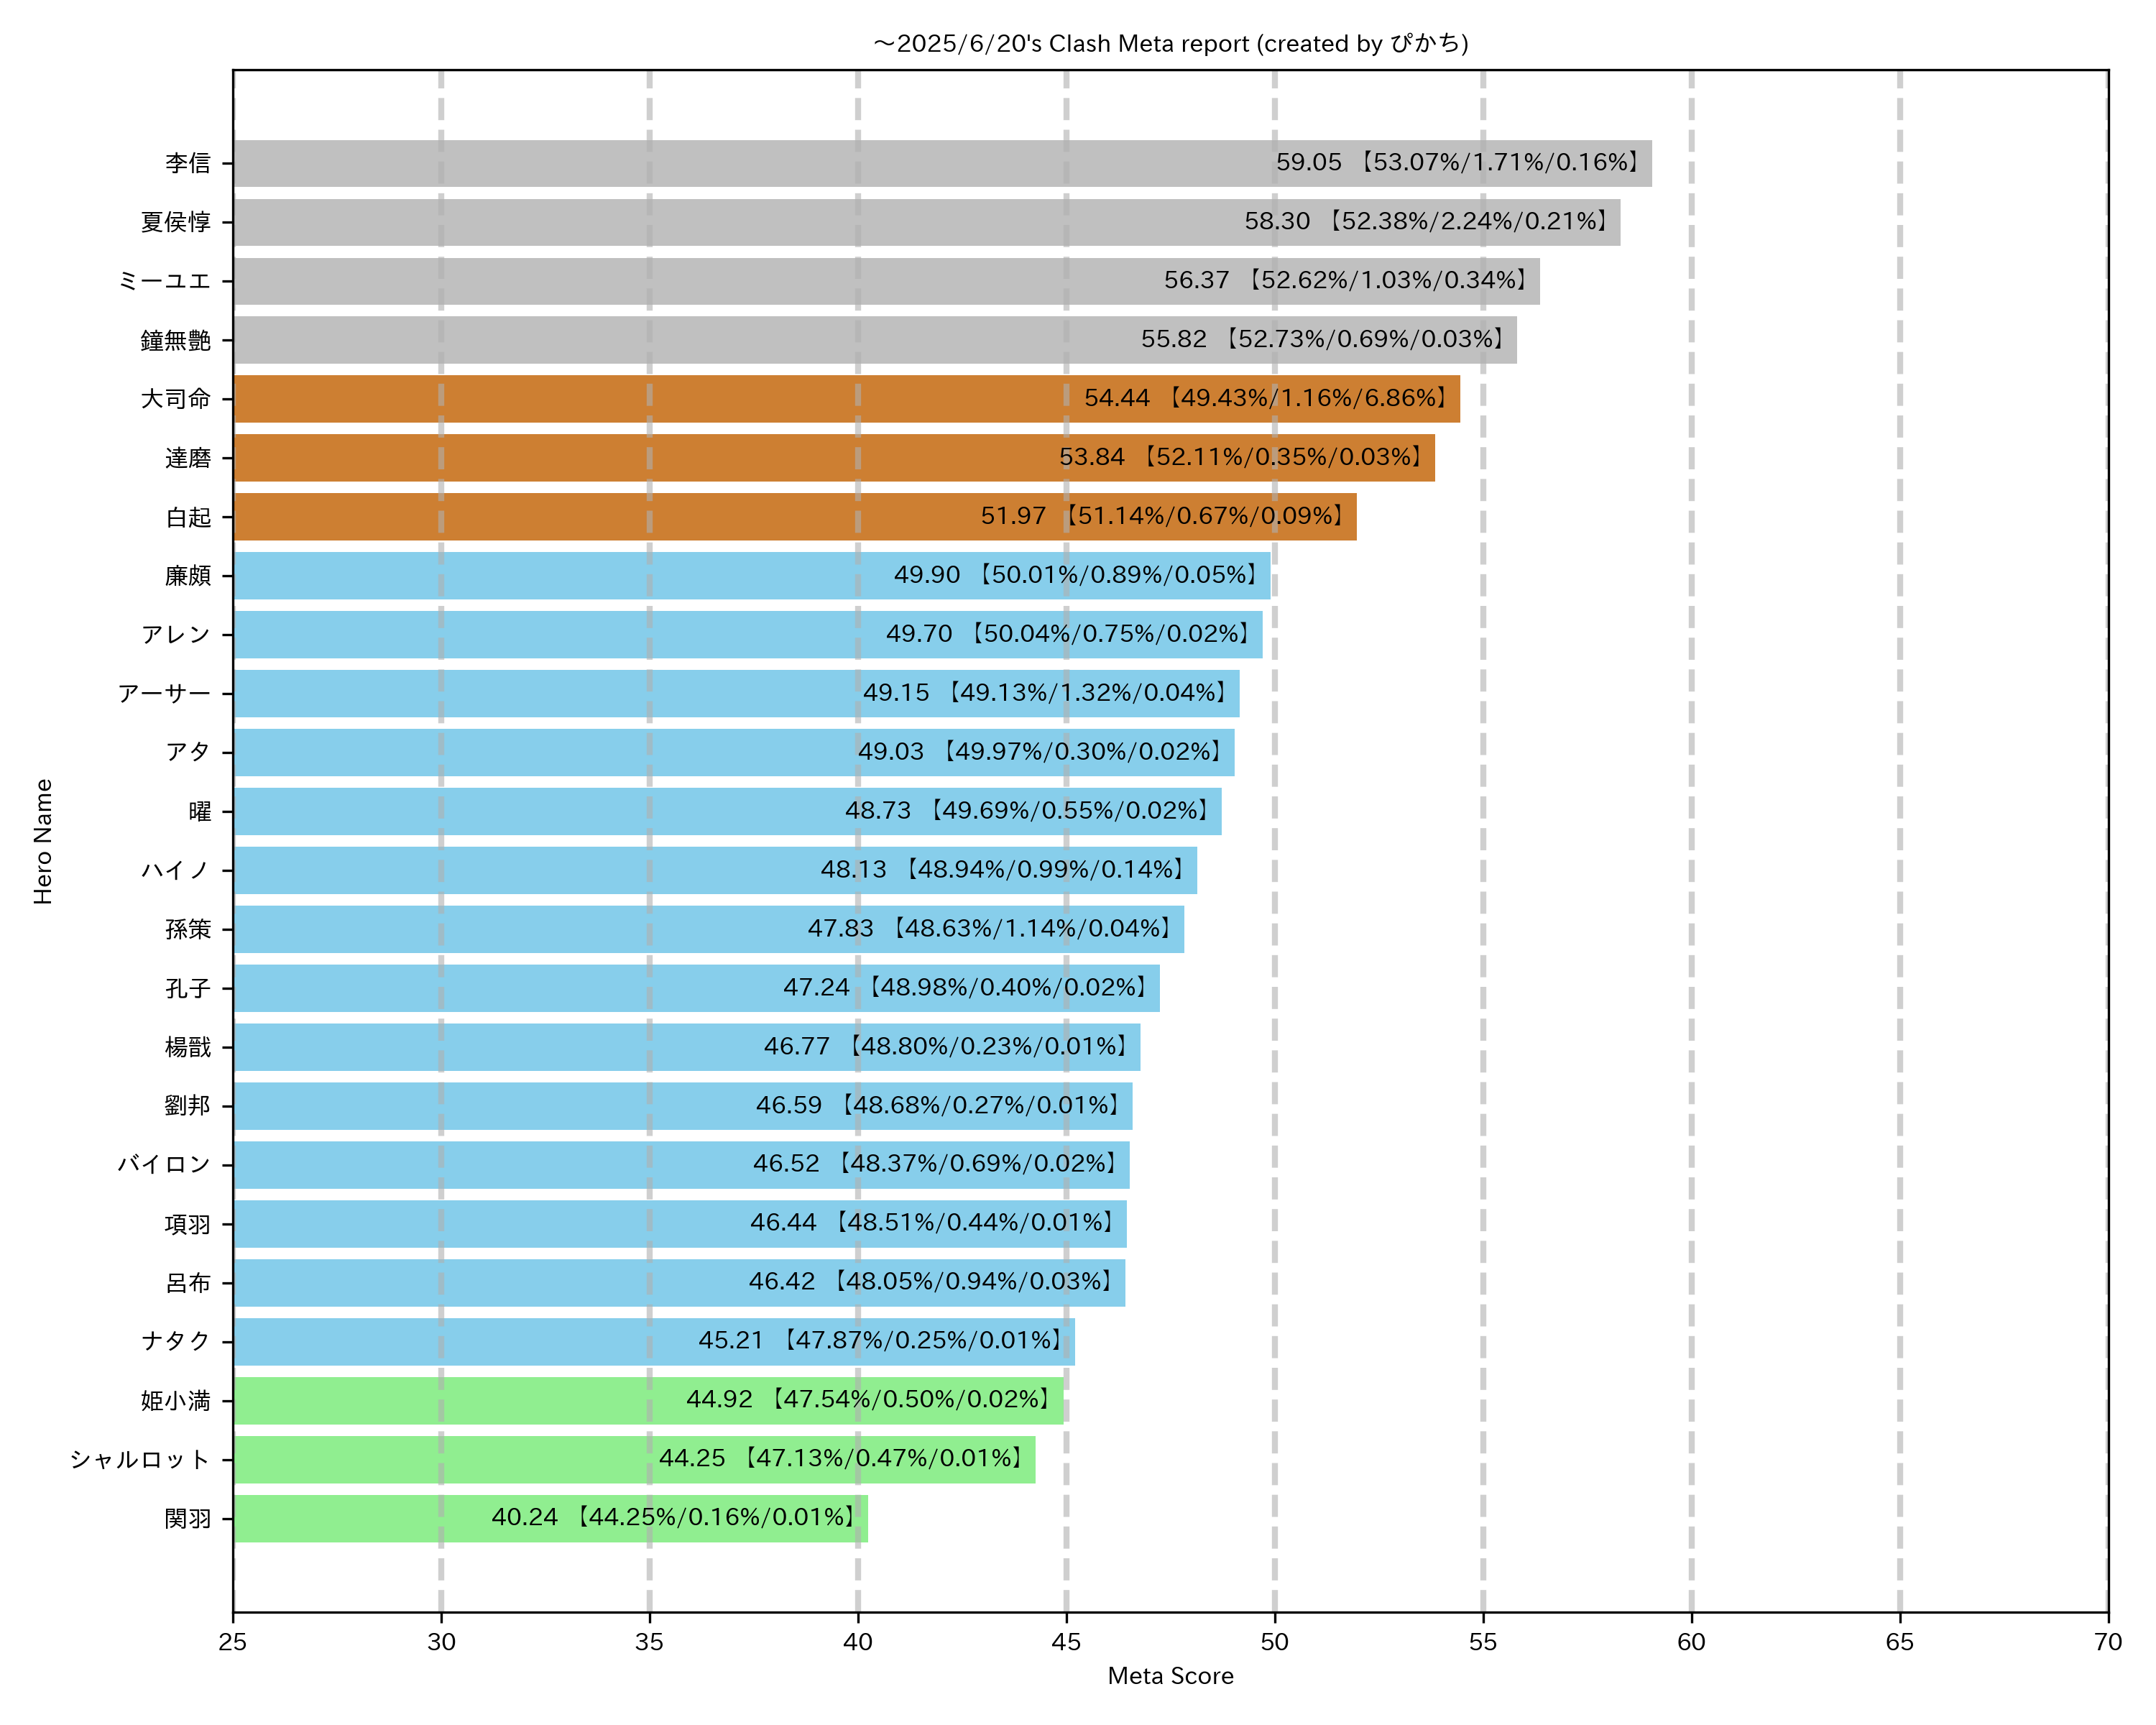 ～2025/6/20's Clash Meta report (created by ぴかち)
李信 59.05 【53.07%/1.71%/0.16%】
夏侯惇 58.30 【52.38%/2.24%/0.21%】
ミーユエ 56.37 【52.62%/1.03%/0.34%】
鐘無艶 55.82 【52.73%/0.69%/0.03%】
大司命 54.44 【49.43%/1.16%/6.86%】
達磨 53.84 【52.11%/0.35%/0.03%】
白起 51.97 【51.14%/0.67%/0.09%】
廉頗 49.90 【50.01%/0.89%/0.05%】
アレン 49.70 【50.04%/0.75%/0.02%】
アーサー 49.15 【49.13%/1.32%/0.04%】
アタ 49.03 【49.97%/0.30%/0.02%】
曜 48.73 【49.69%/0.55%/0.02%】
ハイノ 48.13 【48.94%/0.99%/0.14%】
孫策 47.83 【48.63%/1.14%/0.04%】
孔子 47.24 【48.98%/0.40%/0.02%】
楊戩 46.77 【48.80%/0.23%/0.01%】
劉邦 46.59 【48.68%/0.27%/0.01%】
バイロン 46.52 【48.37%/0.69%/0.02%】
項羽 46.44 【48.51%/0.44%/0.01%】
呂布 46.42 【48.05%/0.94%/0.03%】
ナタク 45.21 【47.87%/0.25%/0.01%】
姫小満 44.92 【47.54%/0.50%/0.02%】
シャルロット 44.25 【47.13%/0.47%/0.01%】
関羽 40.24 【44.25%/0.16%/0.01%】
Hero Name
25 30 35 40 45 50 55 60 65 70
Meta Score